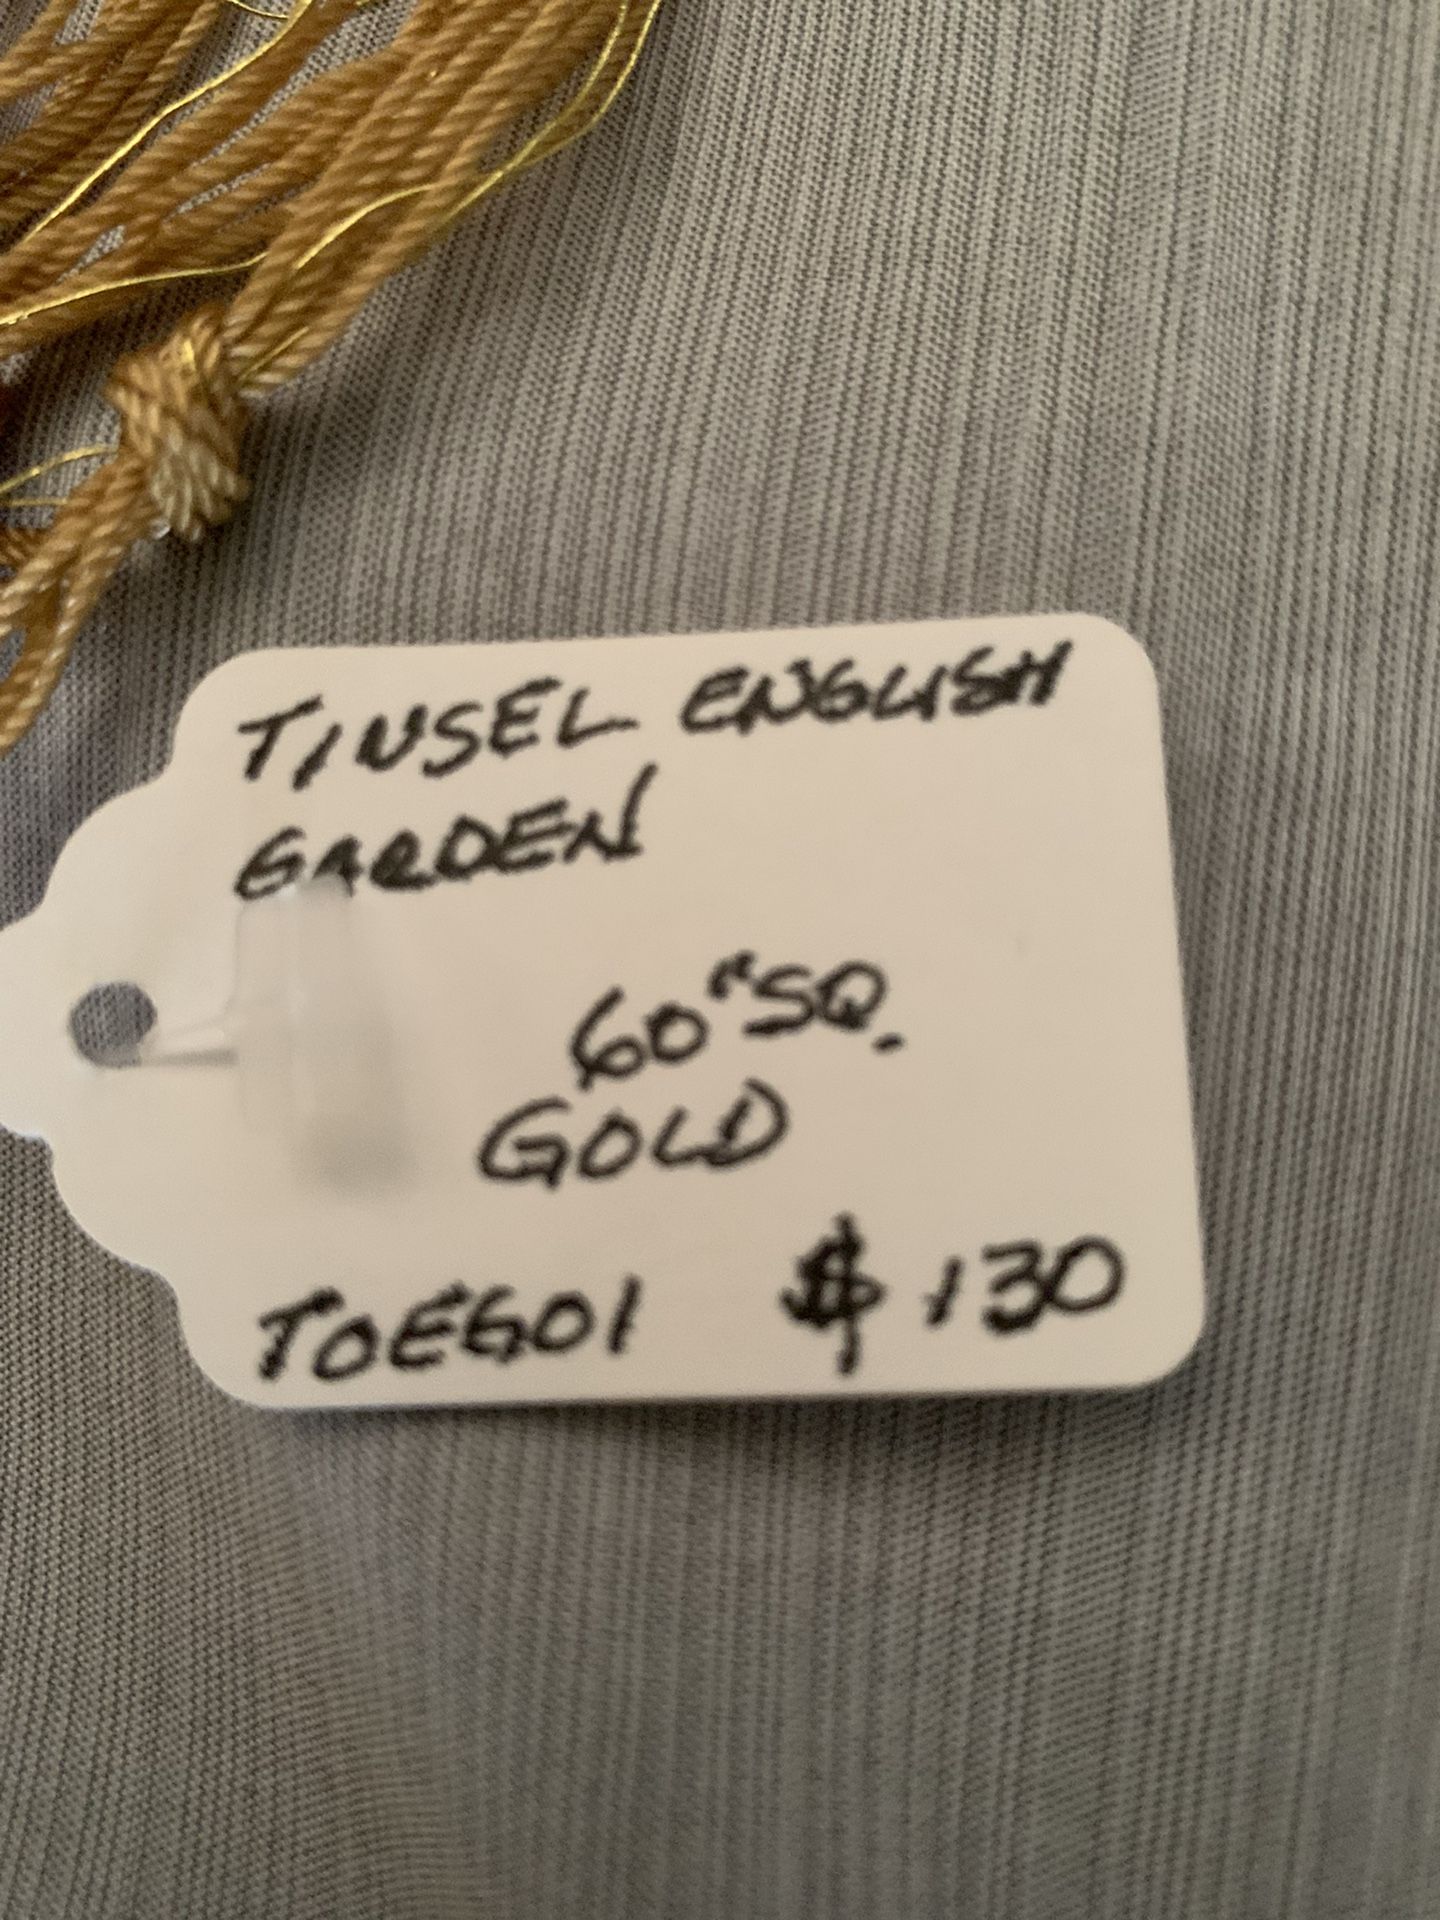 TINSEL ENGLISH
GARDEN
60" SQ.
GOLD
TOEG01 $130